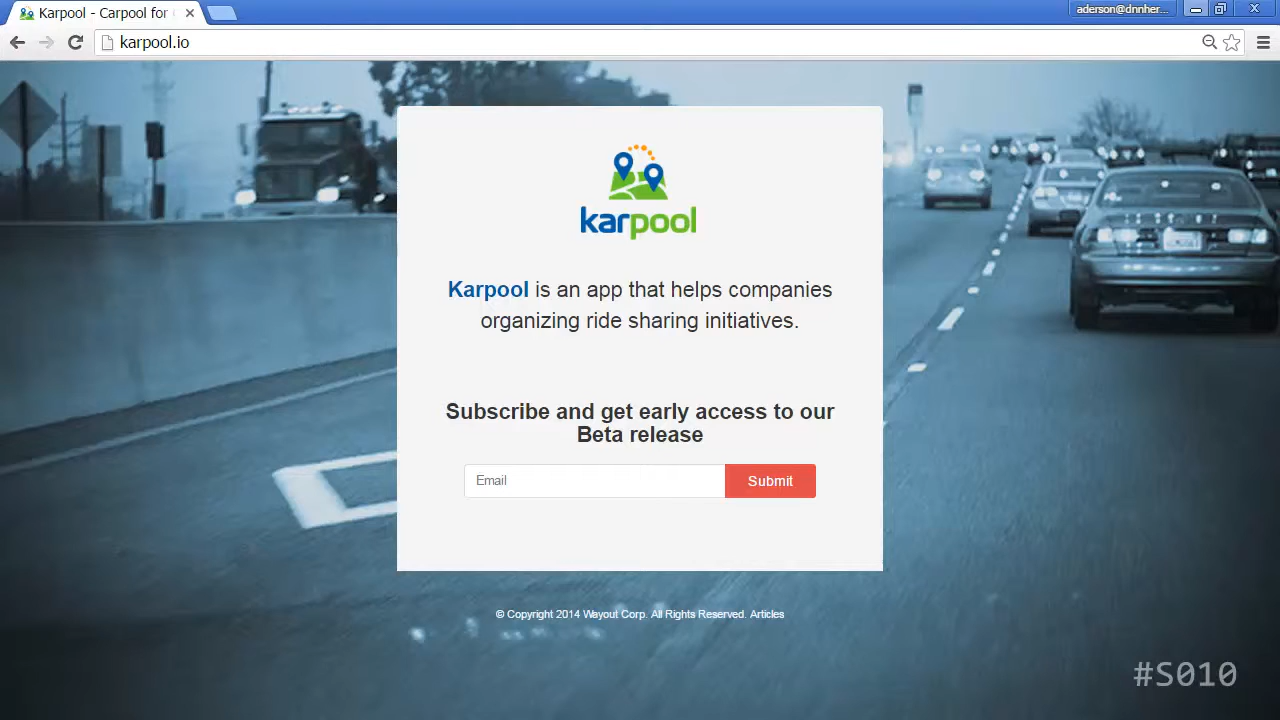 Karpool - Carpool for
aderson@dnnher...
karpool.io
karpool
Karpool is an app that helps companies
organizing ride sharing initiatives.
Subscribe and get early access to our
Beta release
Email
Submit
© Copyright 2014 Wayout Corp. All Rights Reserved. Articles
#S010